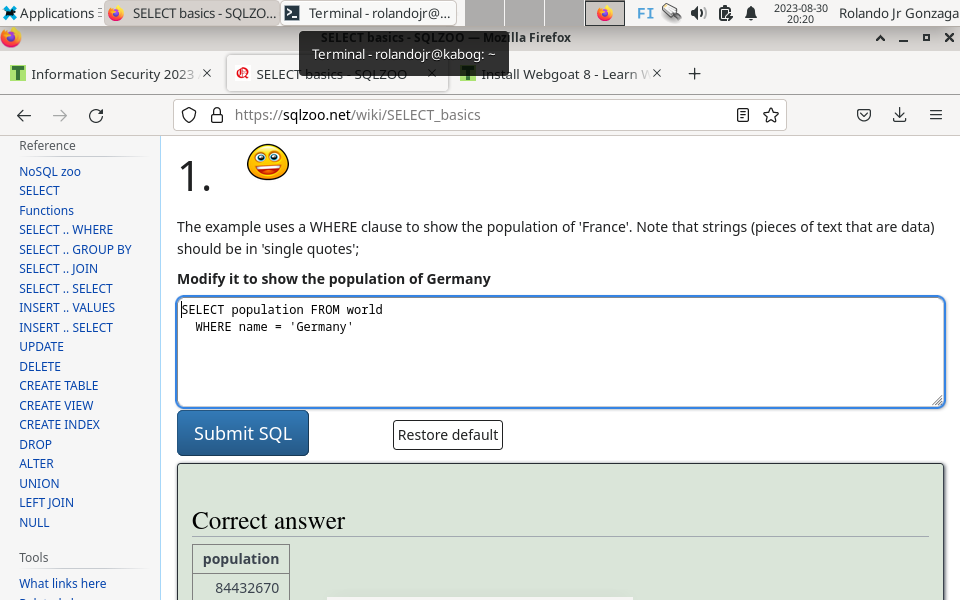 Applications
SELECT basics - SQLZO...
Terminal - rolandojr@...
FI
2023-08-30
20:20
Rolando Jr Gonzaga
SELECT basics - SQLZOO — Mozilla Firefox
Terminal - rolandojr@kabog: ~
Information Security 2023
SELECT basics - SQLZOO
Install Webgoat 8 - Learn W
https://sqlzoo.net/wiki/SELECT_basics
Reference
NoSQL zoo
SELECT
Functions
SELECT .. WHERE
SELECT .. GROUP BY
SELECT .. JOIN
SELECT .. SELECT
INSERT .. VALUES
INSERT .. SELECT
UPDATE
DELETE
CREATE TABLE
CREATE VIEW
CREATE INDEX
DROP
ALTER
UNION
LEFT JOIN
NULL
Tools
What links here
1.
The example uses a WHERE clause to show the population of 'France'. Note that strings (pieces of text that are data)
should be in 'single quotes';
Modify it to show the population of Germany
SELECT population FROM world
WHERE name = 'Germany'
Submit SQL
Restore default
Correct answer
population
84432670